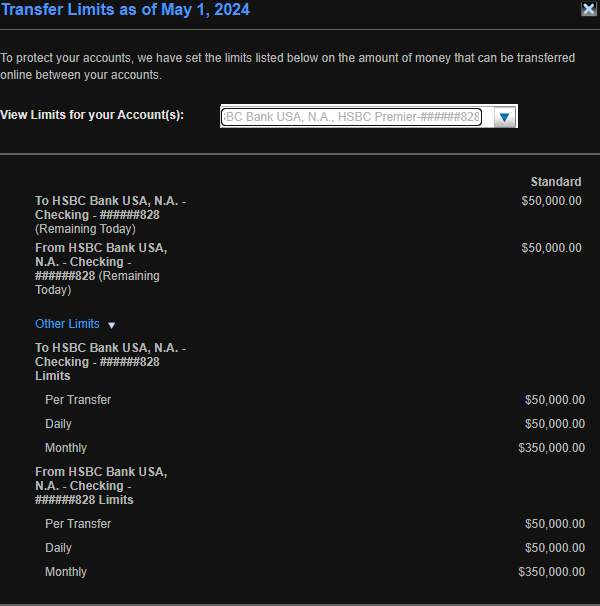 Transfer Limits as of May 1, 2024
To protect your accounts, we have set the limits listed below on the amount of money that can be transferred
online between your accounts.
View Limits for your Account(s): BC Bank USA, N.A., HSBC Premier-######828
Standard
To HSBC Bank USA, N.A. - $50,000.00
Checking - ######828
(Remaining Today)
From HSBC Bank USA, $50,000.00
N.A. - Checking -
######828 (Remaining
Today)
Other Limits
To HSBC Bank USA, N.A. -
Checking - ######828
Limits
Per Transfer $50,000.00
Daily $50,000.00
Monthly $350,000.00
From HSBC Bank USA,
N.A. - Checking -
######828 Limits
Per Transfer $50,000.00
Daily $50,000.00
Monthly $350,000.00